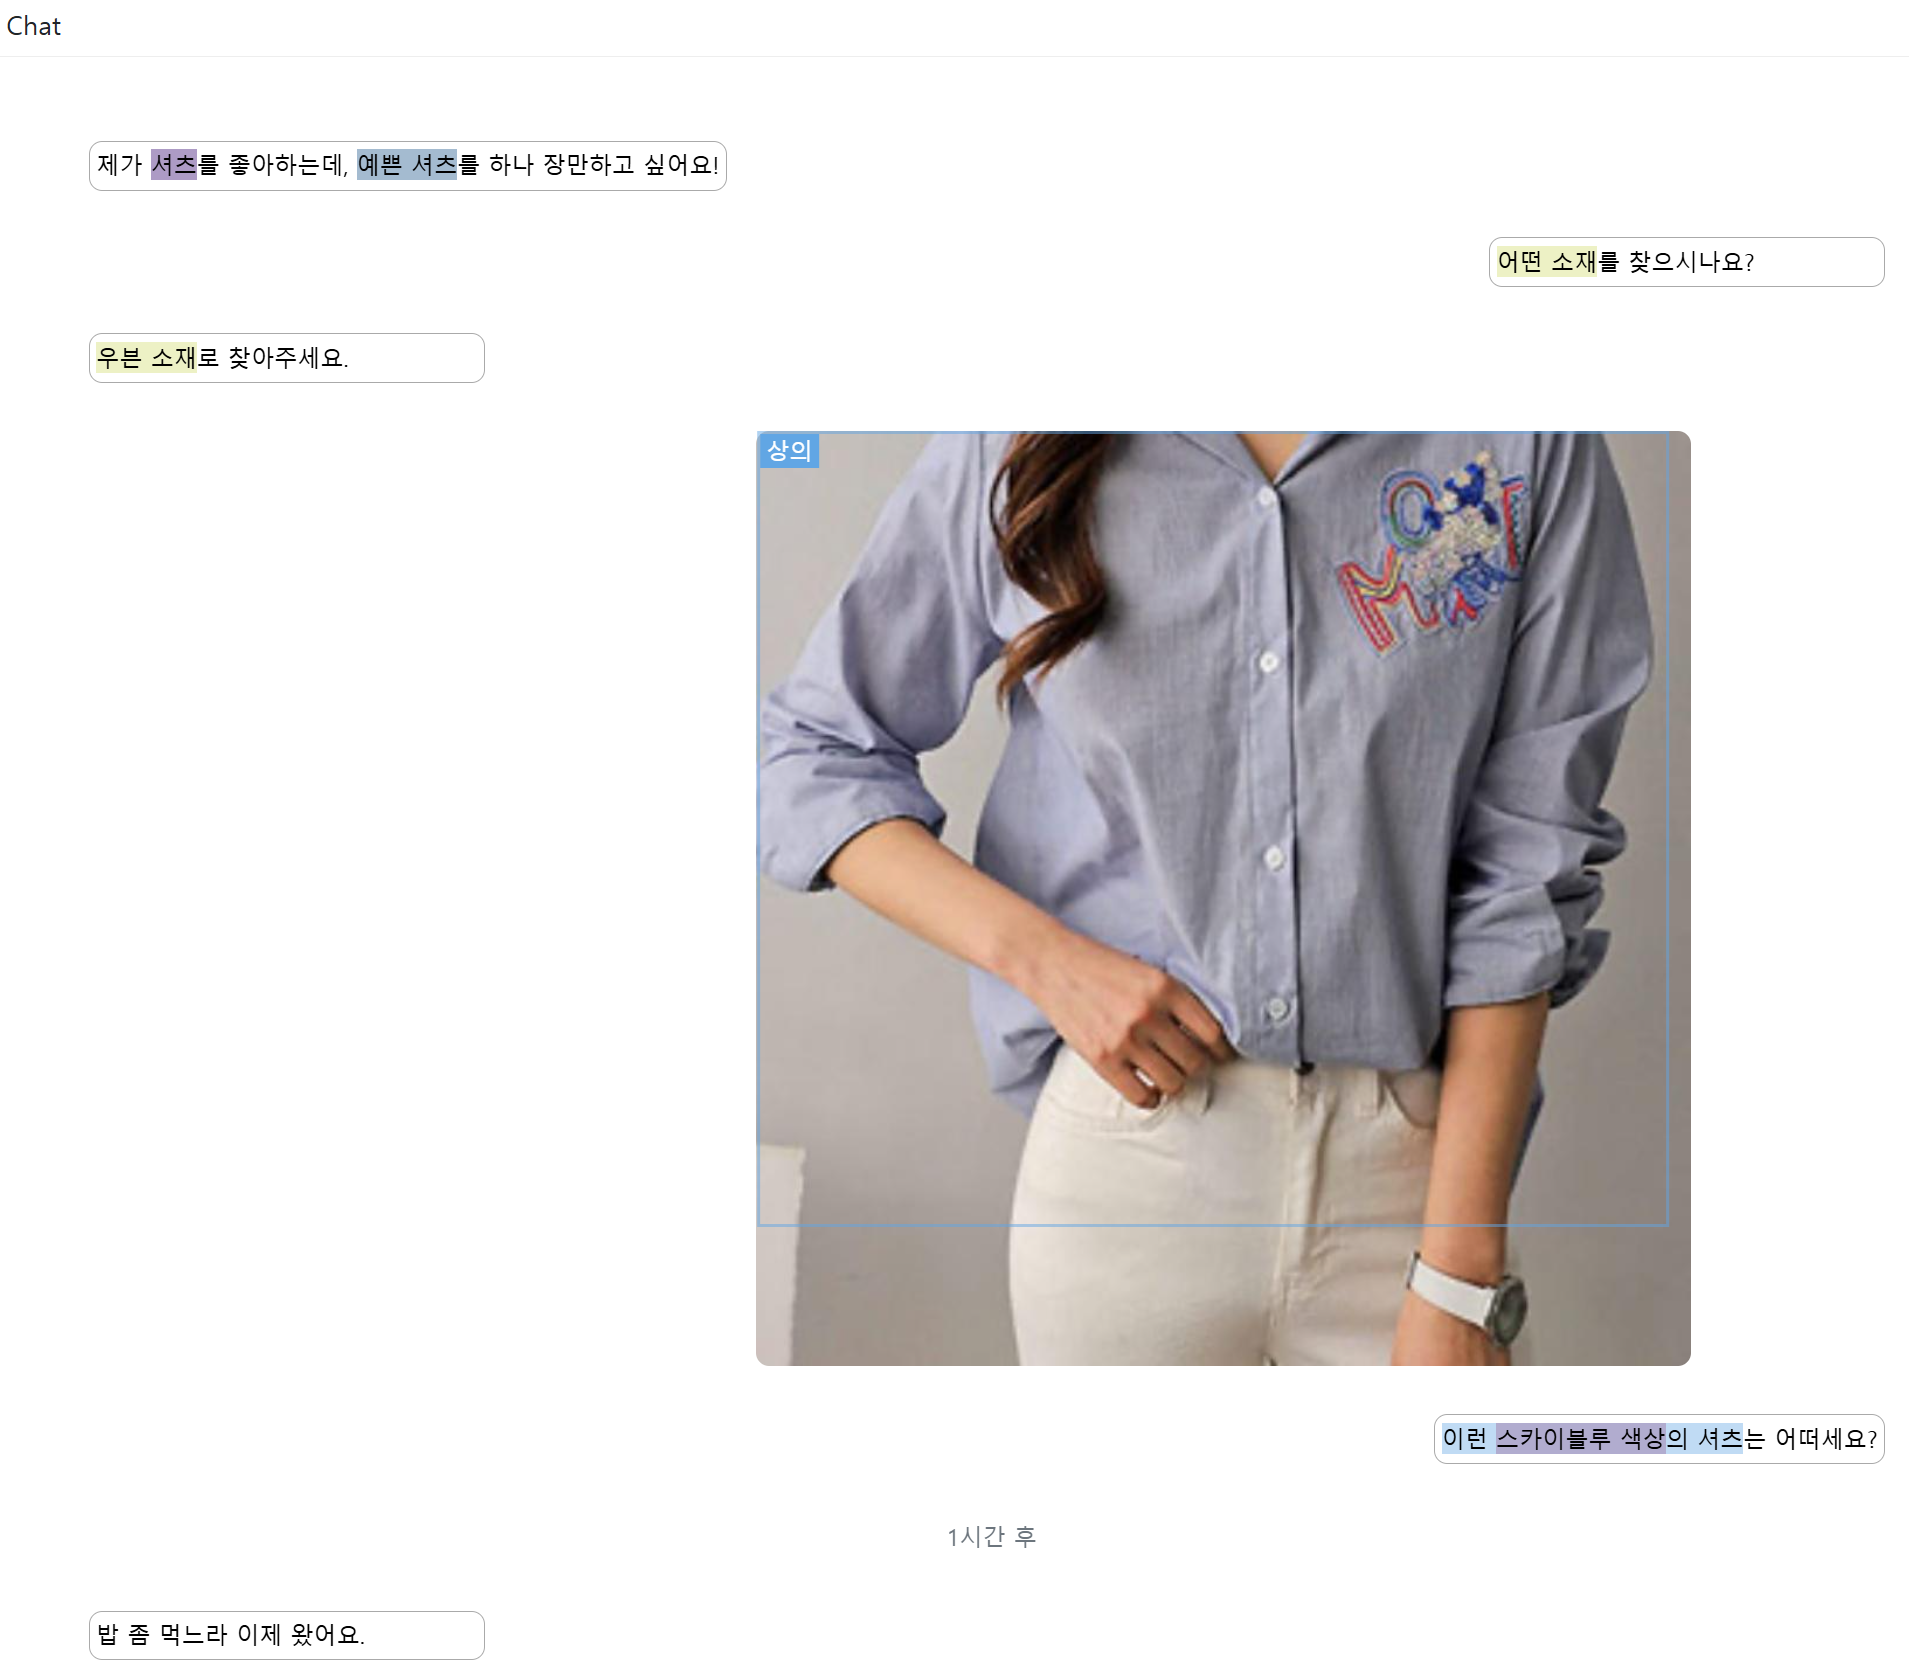 Chat
제가 셔츠를 좋아하는데, 예쁜 셔츠를 하나 장만하고 싶어요!
어떤 소재를 찾으시나요?
우븐 소재로 찾아주세요.
상의
이런 스카이블루 색상의 셔츠는 어떠세요?
1시간 후
밥 좀 먹느라 이제 왔어요.